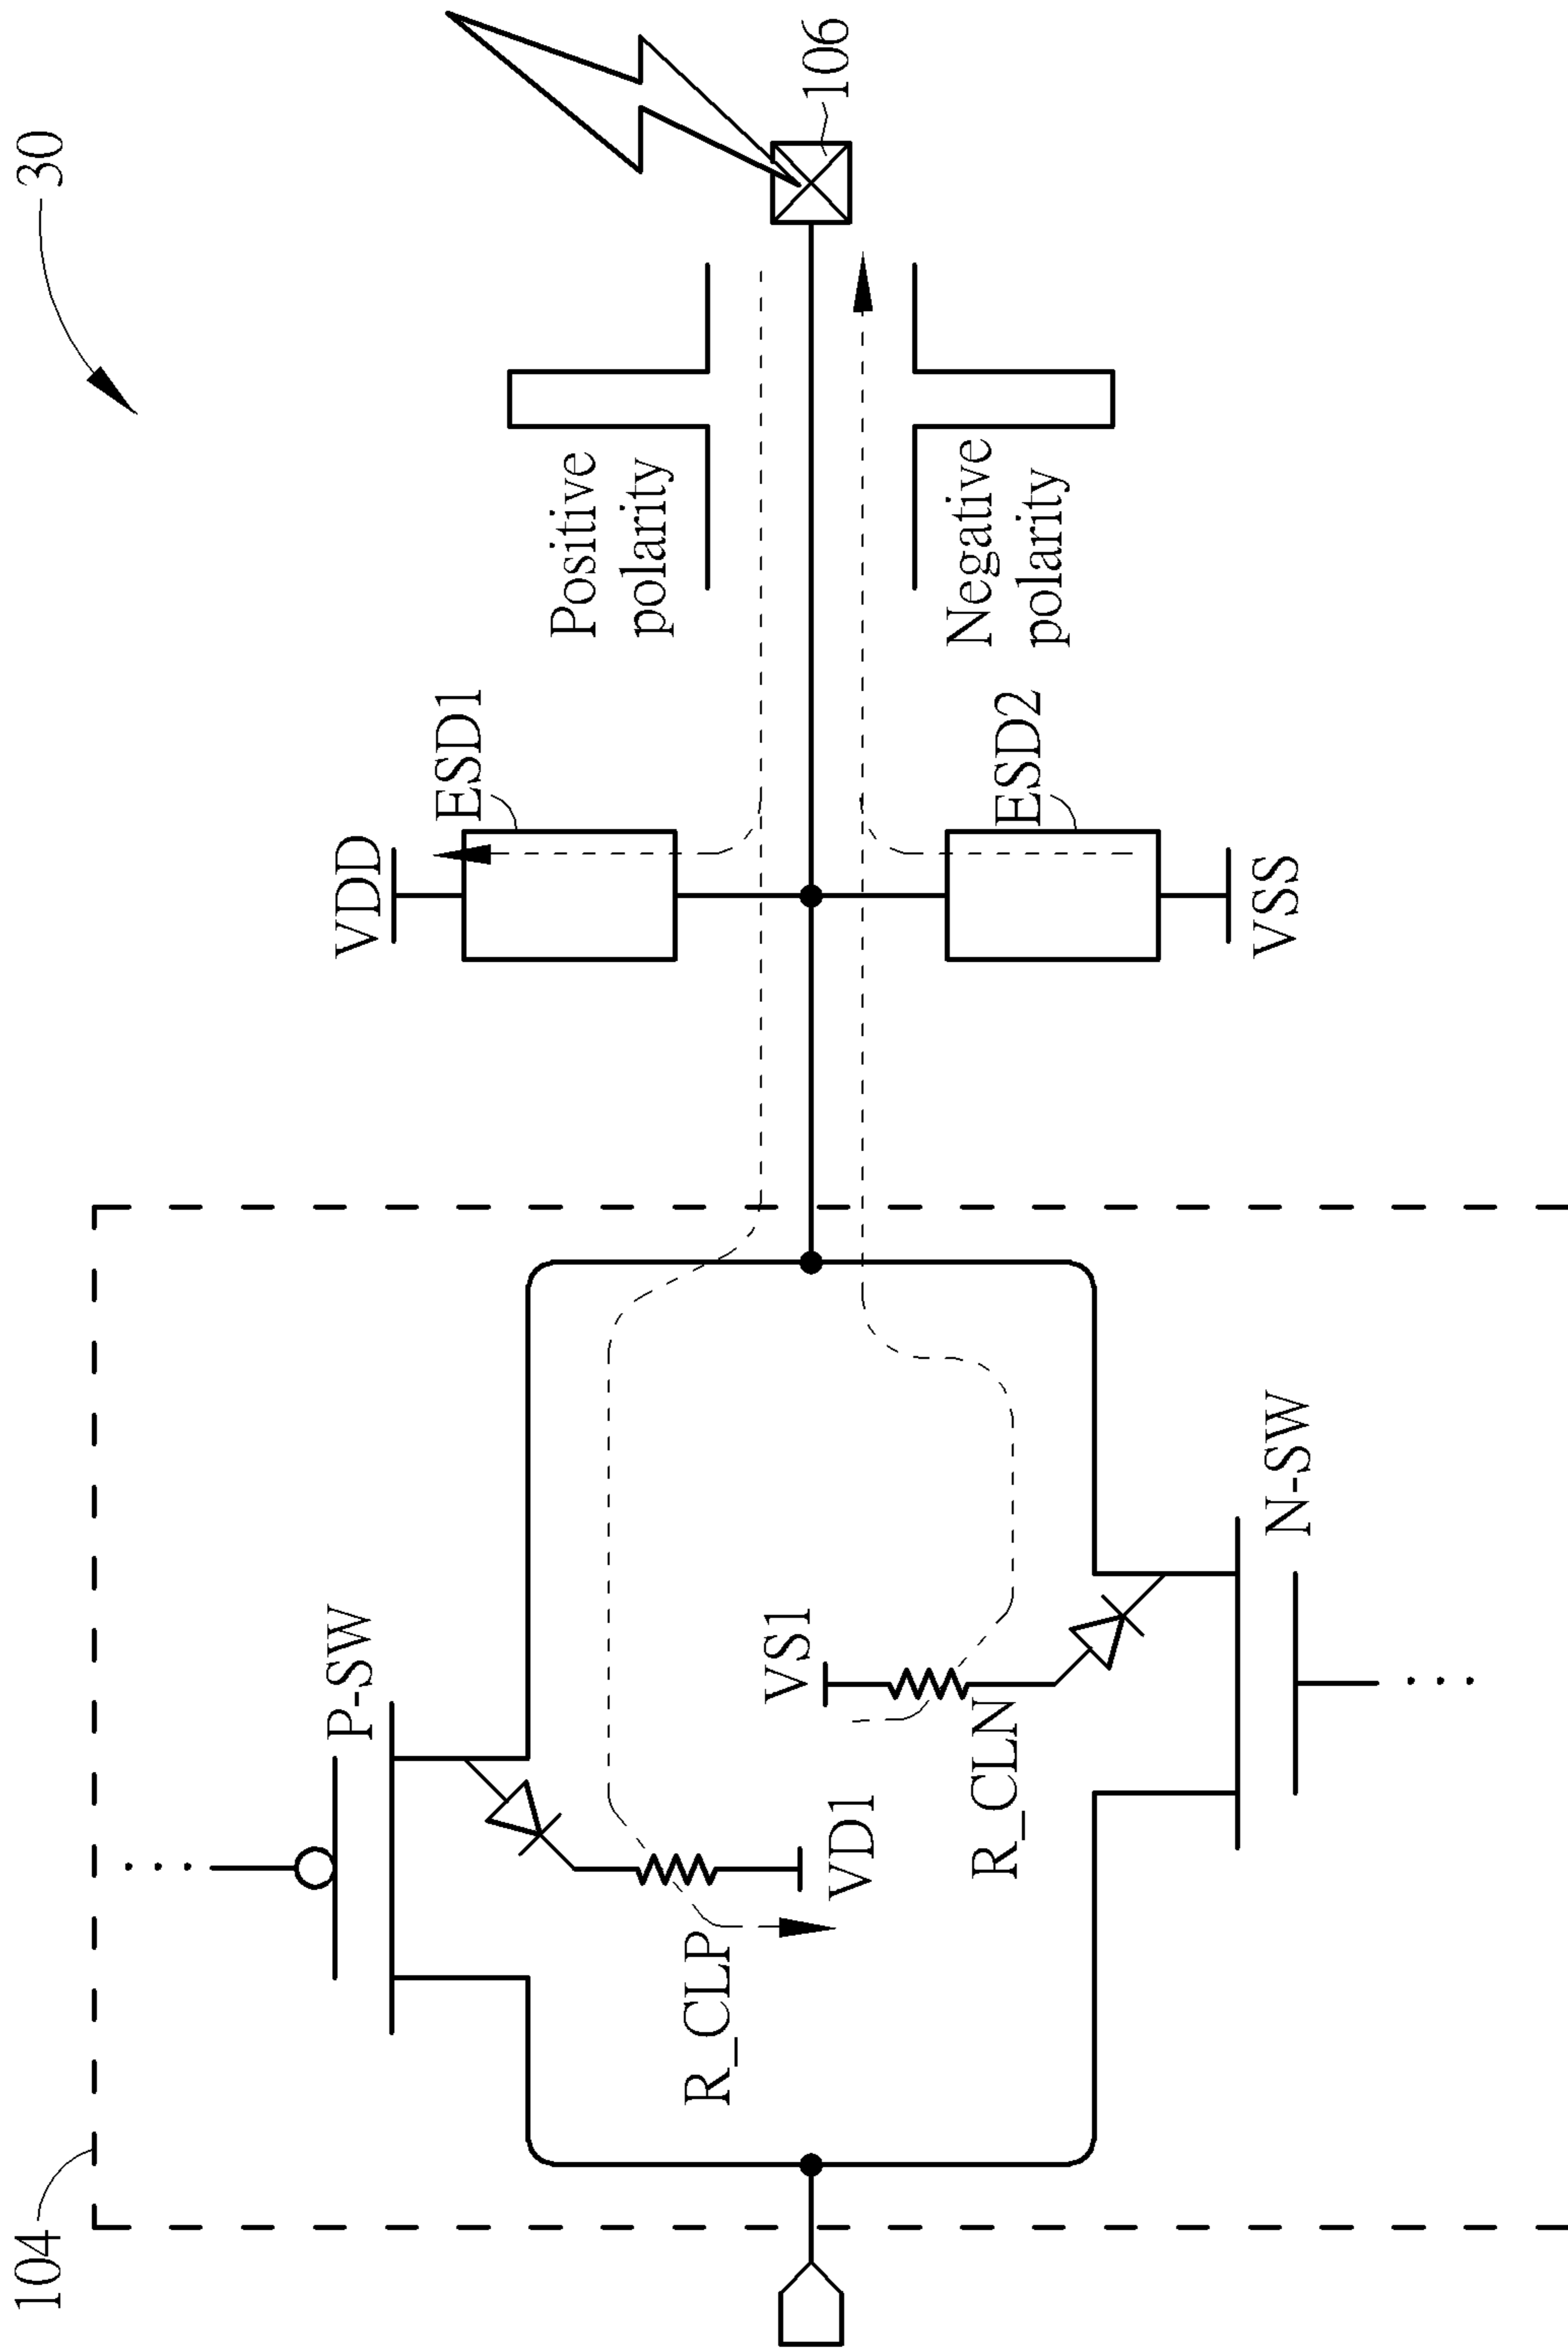 30
104
P-SW
VDD
ESD1
Positive
polarity
106
R_CLP
VD1
VS1
R_CLN
Negative
polarity
ESD2
VSS
N-SW